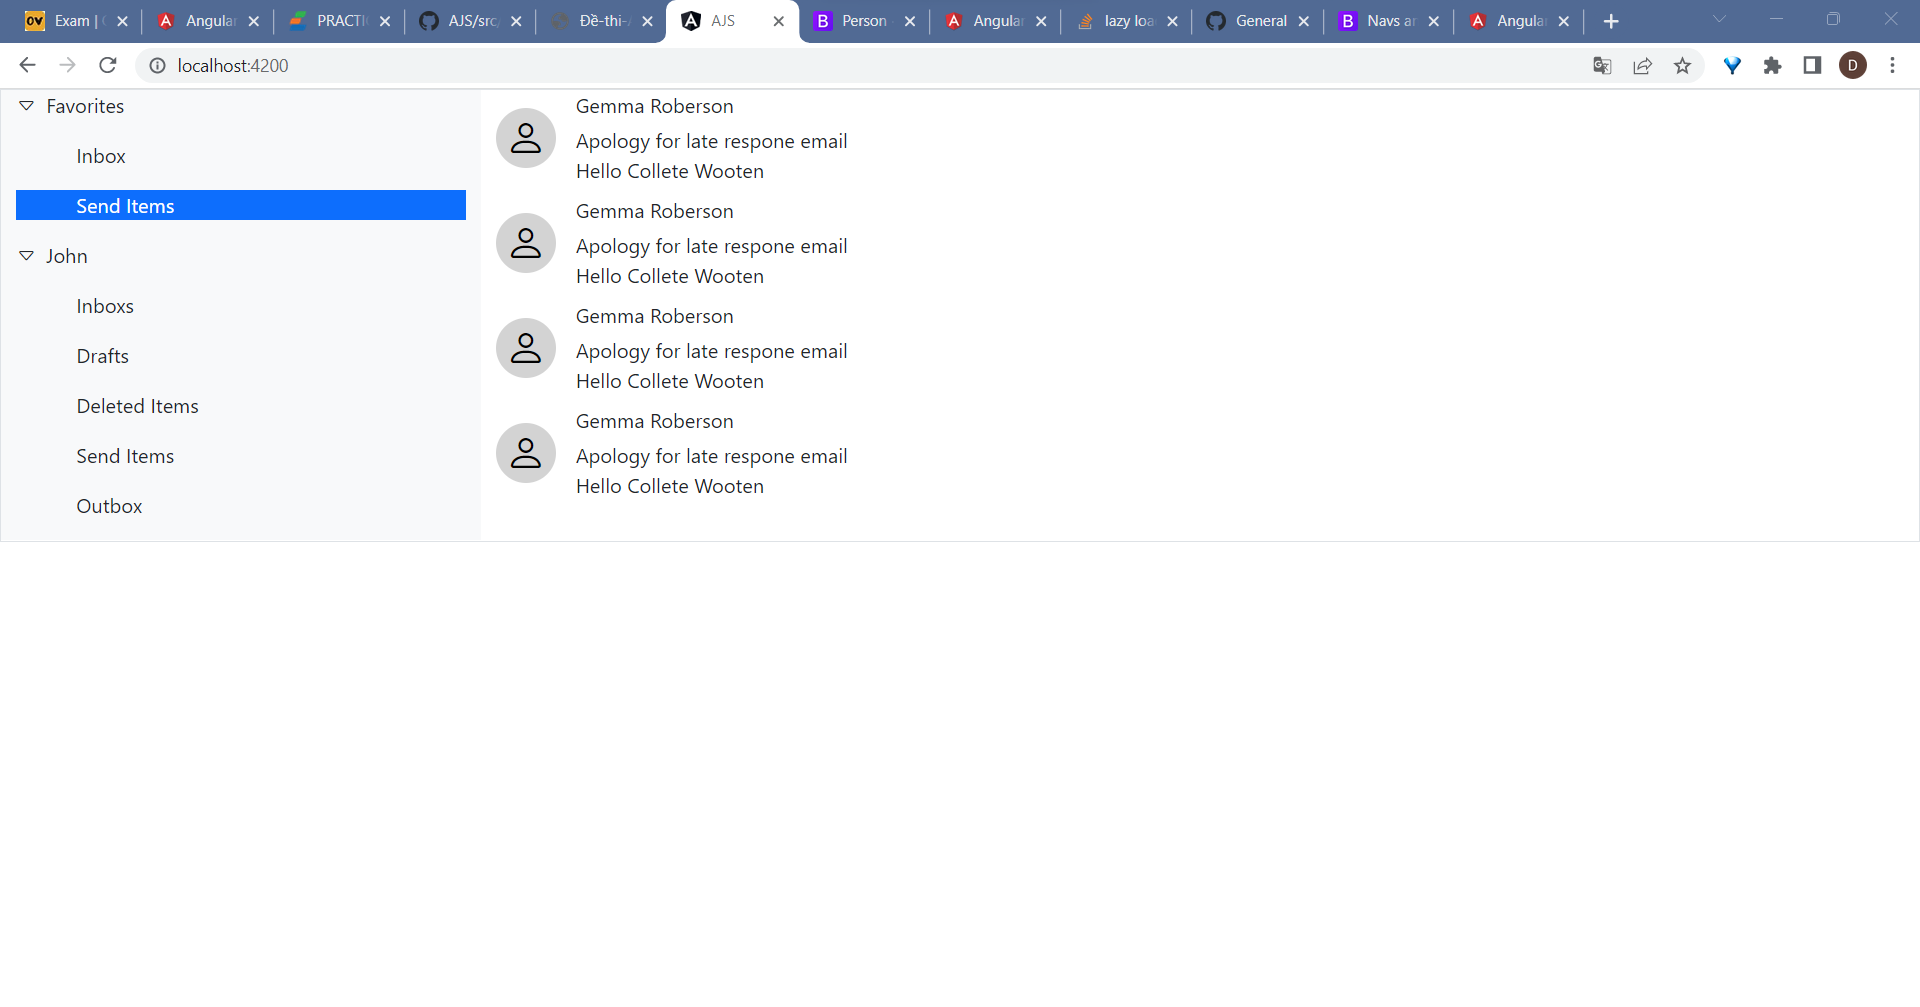 Exam |
Angular
PRACTI
AJS/src/
Đề-thi-
AJS
Person
Angular
lazy loa
General
Navs a
Angular
localhost:4200
D
Favorites
Inbox
Send Items
John
Inboxs
Drafts
Deleted Items
Send Items
Outbox
Gemma Roberson
Apology for late respone email
Hello Collete Wooten
Gemma Roberson
Apology for late respone email
Hello Collete Wooten
Gemma Roberson
Apology for late respone email
Hello Collete Wooten
Gemma Roberson
Apology for late respone email
Hello Collete Wooten